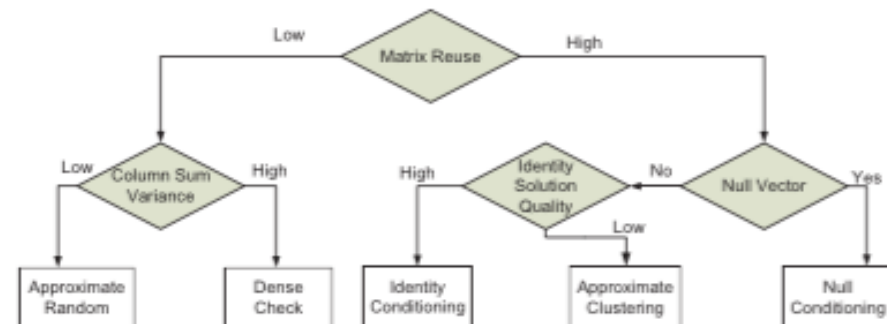 Low
Matrix Reuse
High
Low
Column Sum
Variance
High
High
Identity
Solution
Quality
No
Null Vector
Yes
Low
Approximate
Random
Dense
Check
Identity
Conditioning
Approximate
Clustering
Null
Conditioning